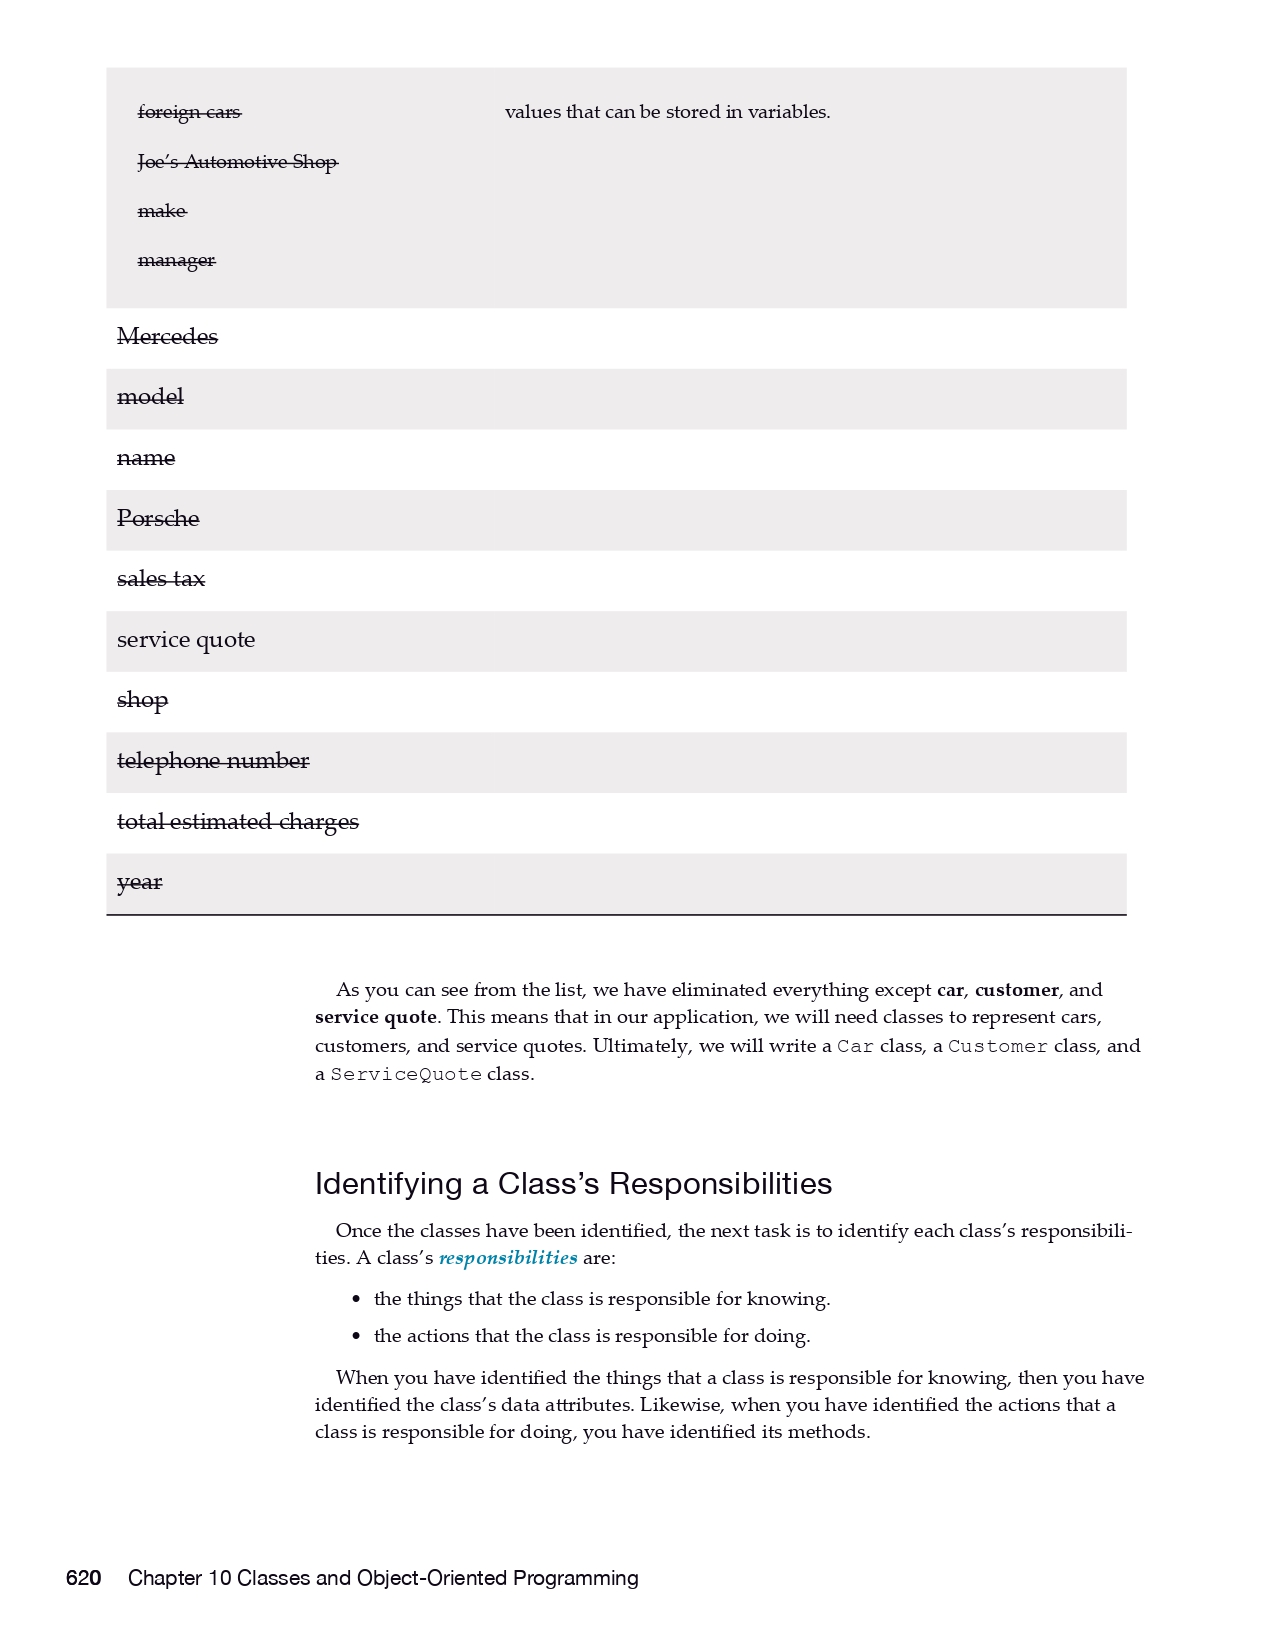 foreign cars values that can be stored in variables.
Joe’s Automotive Shop
make
manager
Mercedes
model
name
Porsche
sales tax
service quote
shop
telephone number
total estimated charges
year
As you can see from the list, we have eliminated everything except car, customer, and
service quote. This means that in our application, we will need classes to represent cars,
customers, and service quotes. Ultimately, we will write a Car class, a Customer class, and
a ServiceQuote class.
Identifying a Class’s Responsibilities
Once the classes have been identified, the next task is to identify each class’s responsibili-
ties. A class’s responsibilities are:
• the things that the class is responsible for knowing.
• the actions that the class is responsible for doing.
When you have identified the things that a class is responsible for knowing, then you have
identified the class’s data attributes. Likewise, when you have identified the actions that a
class is responsible for doing, you have identified its methods.
620 Chapter 10 Classes and Object-Oriented Programming